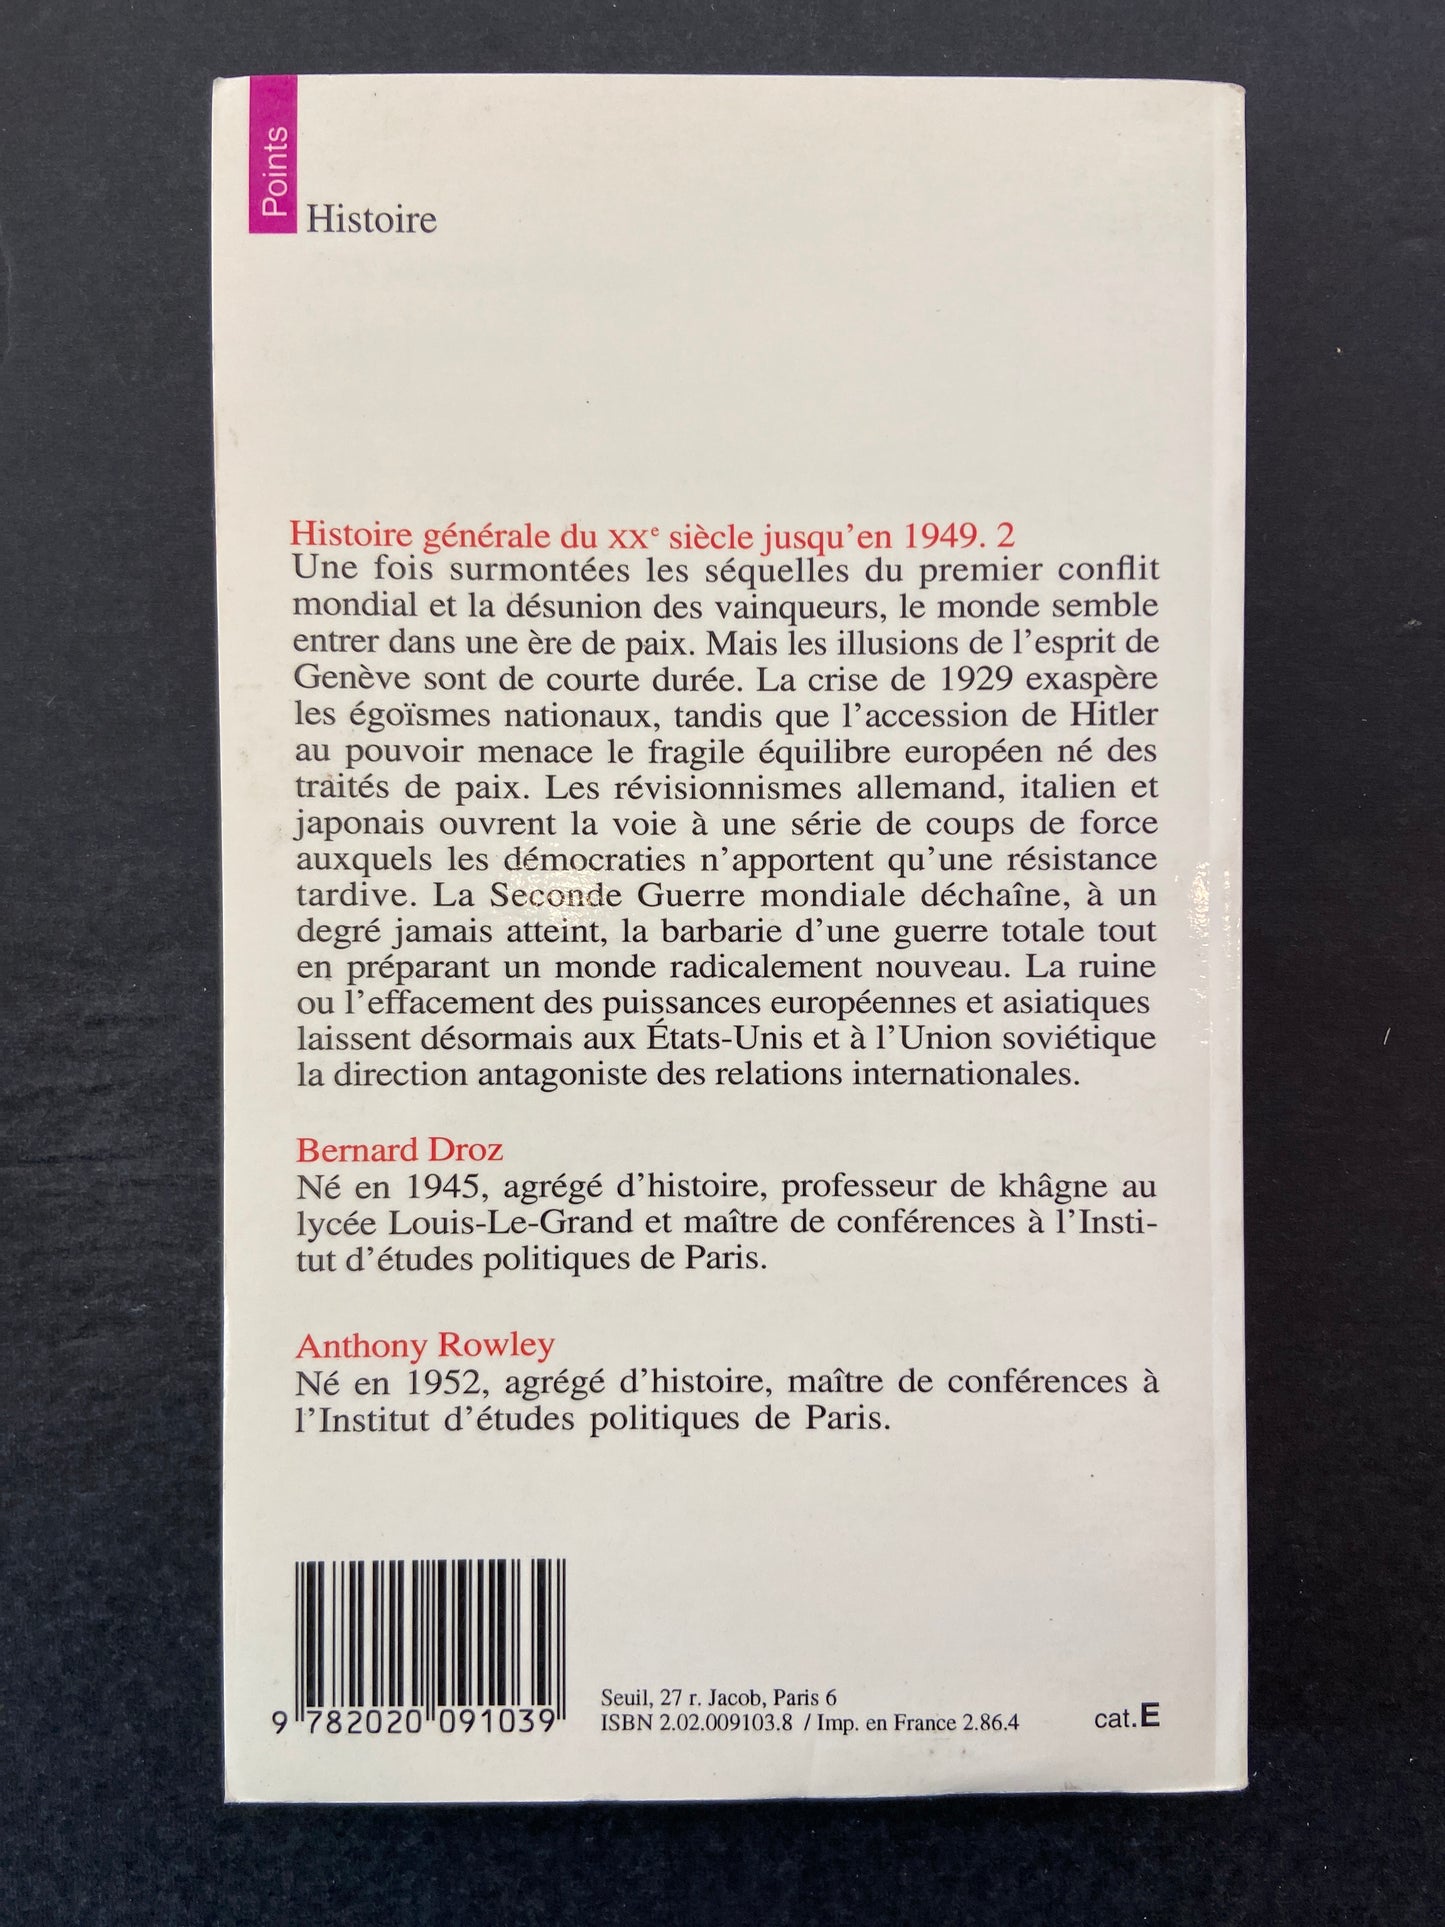 Points
Histoire
Histoire générale du XXe siècle jusqu'en 1949. 2
Une fois surmontées les séquelles du premier conflit
mondial et la désunion des vainqueurs, le monde semble
entrer dans une ère de paix. Mais les illusions de l'esprit de
Genève sont de courte durée. La crise de 1929 exaspère
les égoïsmes nationaux, tandis que l'accession de Hitler
au pouvoir menace le fragile équilibre européen né des
traités de paix. Les révisionnismes allemand, italien et
japonais ouvrent la voie à une série de coups de force
auxquels les démocraties n'apportent qu'une résistance
tardive. La Seconde Guerre mondiale déchaîne, à un
degré jamais atteint, la barbarie d'une guerre totale tout
en préparant un monde radicalement nouveau. La ruine
ou l'effacement des puissances européennes et asiatiques
laissent désormais aux États-Unis et à l'Union soviétique
la direction antagoniste des relations internationales.
Bernard Droz
Né en 1945, agrégé d'histoire, professeur de khâgne au
lycée Louis-Le-Grand et maître de conférences à l'Insti-
tut d'études politiques de Paris.
Anthony Rowley
Né en 1952, agrégé d'histoire, maître de conférences à
l'Institut d'études politiques de Paris.
9 782020 091039
Seuil, 27 r. Jacob, Paris 6
ISBN 2.02.009103.8 / Imp. en France 2.86.4
cat.E